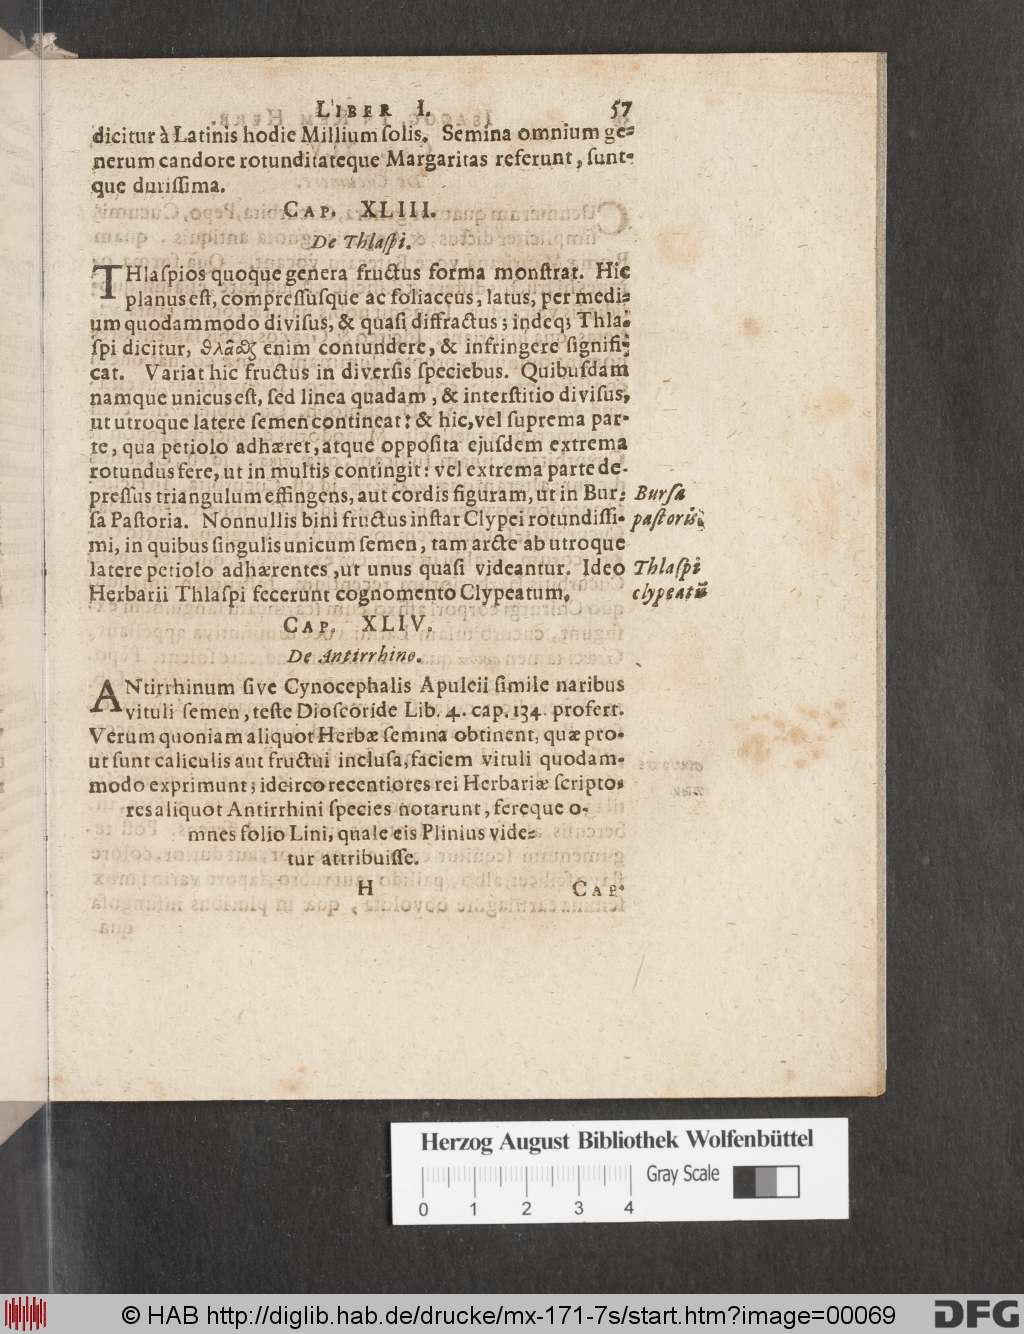 LIBER I. 57
dicitur à Latinis hodie Millium ſolis. Semina omnium ge-
nerum candore rotunditateque Margaritas referunt, ſunt-
que duriſſima.
CAP. XLIII.
De Thlaſpi.
THlaſpios quoque genera fructus forma monſtrat. Hic
planus eſt, compreſſuſque ac foliaceus, latus, per medi-
um quodammodo diviſus, & quaſi diffractus; indeq; Thla-
ſpi dicitur, enim contundere, & infringere ſignifi-
cat. Variat hic fructus in diverſis ſpeciebus. Quibuſdam
namque unicus eſt, ſed linea quadam, & interſtitio diviſus,
ut utroque latere ſemen contineat: & hic, vel ſuprema par-
te, qua petiolo adhæret, atque oppoſita ejuſdem extrema
rotundus fere, ut in multis contingit: vel extrema parte de-
preſſus triangulum effingens, aut cordis figuram, ut in Bur- Burſa
ſa Paſtoria. Nonnullis bini fructus inſtar Clypei rotundiſſi- paſtoris.
mi, in quibus ſingulis unicum ſemen, tam arcte ab utroque
latere petiolo adhærentes, ut unus quaſi videantur. Ideo Thlaſpi
Herbarii Thlaſpi fecerunt cognomento Clypeatum. clypeatū
CAP. XLIV.
De Antirrhino.
ANtirrhinum ſive Cynocephalis Apuleii ſimile naribus
vituli ſemen, teſte Dioſcoride Lib. 4. cap. 134. profert.
Verum quoniam aliquot Herbæ ſemina obtinent, quæ pro-
ut ſunt caliculis aut fructui incluſa, faciem vituli quodam-
modo exprimunt; idcirco recentiores rei Herbariæ ſcripto-
res aliquot Antirrhini ſpecies notarunt, fereque o-
mnes folio Lini, quale eis Plinius vide-
tur attribuiſſe.
H CAP.
Herzog August Bibliothek Wolfenbüttel
Gray Scale
0 1 2 3 4
© HAB http://diglib.hab.de/drucke/mx-171-7s/start.htm?image=00069
DFG